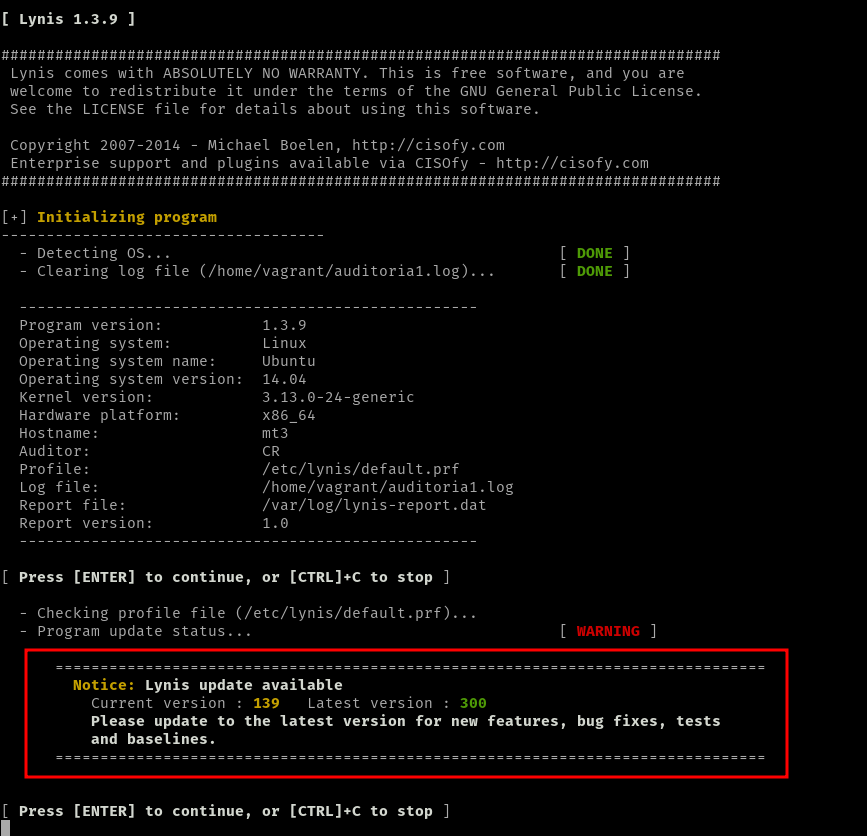 [ Lynis 1.3.9 ]
################################################################################
Lynis comes with ABSOLUTELY NO WARRANTY. This is free software, and you are
welcome to redistribute it under the terms of the GNU General Public License.
See the LICENSE file for details about using this software.
Copyright 2007-2014 - Michael Boelen, http://cisofy.com
Enterprise support and plugins available via CISOfy - http://cisofy.com
################################################################################
[+] Initializing program
------------------------------------
- Detecting OS... [ DONE ]
- Clearing log file (/home/vagrant/auditoria1.log)... [ DONE ]
---------------------------------------------------
Program version: 1.3.9
Operating system: Linux
Operating system name: Ubuntu
Operating system version: 14.04
Kernel version: 3.13.0-24-generic
Hardware platform: x86_64
Hostname: mt3
Auditor: CR
Profile: /etc/lynis/default.prf
Log file: /home/vagrant/auditoria1.log
Report file: /var/log/lynis-report.dat
Report version: 1.0
---------------------------------------------------
[ Press [ENTER] to continue, or [CTRL]+C to stop ]
- Checking profile file (/etc/lynis/default.prf)...
- Program update status... [ WARNING ]
===============================================================================
Notice: Lynis update available
Current version : 139 Latest version : 300
Please update to the latest version for new features, bug fixes, tests
and baselines.
===============================================================================
[ Press [ENTER] to continue, or [CTRL]+C to stop ]